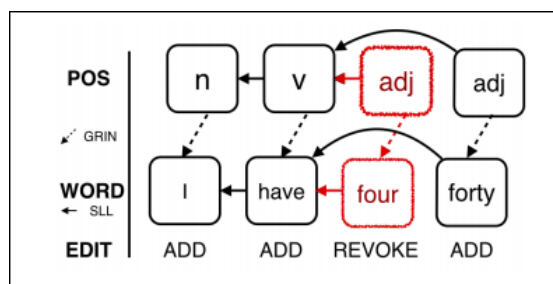 POS n v adj adj
GRIN
WORD I have four forty
SLL
EDIT ADD ADD REVOKE ADD